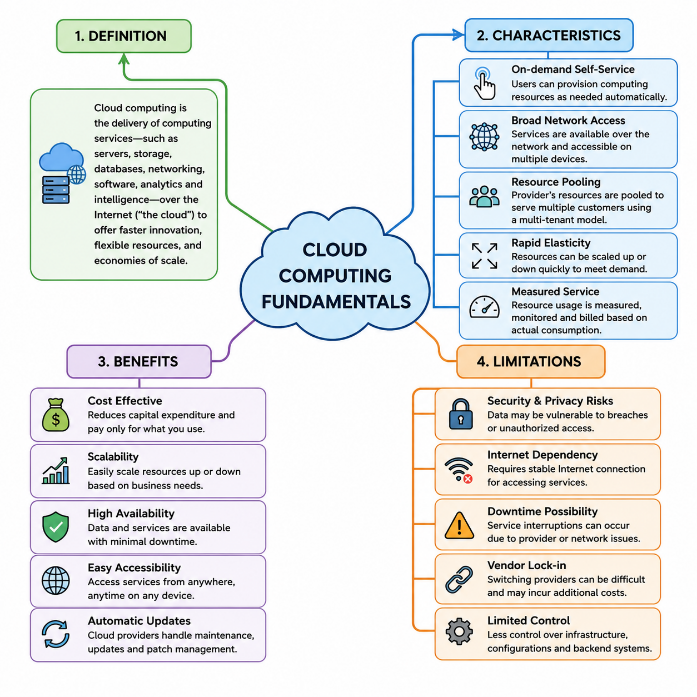 1. DEFINITION
Cloud computing is
the delivery of computing
services—such as
servers, storage,
databases, networking,
software, analytics and
intelligence—over the
Internet ("the cloud") to
offer faster innovation,
flexible resources, and
economies of scale.
CLOUD
COMPUTING
FUNDAMENTALS
2. CHARACTERISTICS
On-demand Self-Service
Users can provision computing
resources as needed automatically.
Broad Network Access
Services are available over the
network and accessible on
multiple devices.
Resource Pooling
Provider's resources are pooled to
serve multiple customers using
a multi-tenant model.
Rapid Elasticity
Resources can be scaled up or
down quickly to meet demand.
Measured Service
Resource usage is measured,
monitored and billed based on
actual consumption.
3. BENEFITS
Cost Effective
Reduces capital expenditure and
pay only for what you use.
Scalability
Easily scale resources up or down
based on business needs.
High Availability
Data and services are available
with minimal downtime.
Easy Accessibility
Access services from anywhere,
anytime on any device.
Automatic Updates
Cloud providers handle maintenance,
updates and patch management.
4. LIMITATIONS
Security & Privacy Risks
Data may be vulnerable to breaches
or unauthorized access.
Internet Dependency
Requires stable Internet connection
for accessing services.
Downtime Possibility
Service interruptions can occur
due to provider or network issues.
Vendor Lock-in
Switching providers can be difficult
and may incur additional costs.
Limited Control
Less control over infrastructure,
configurations and backend systems.